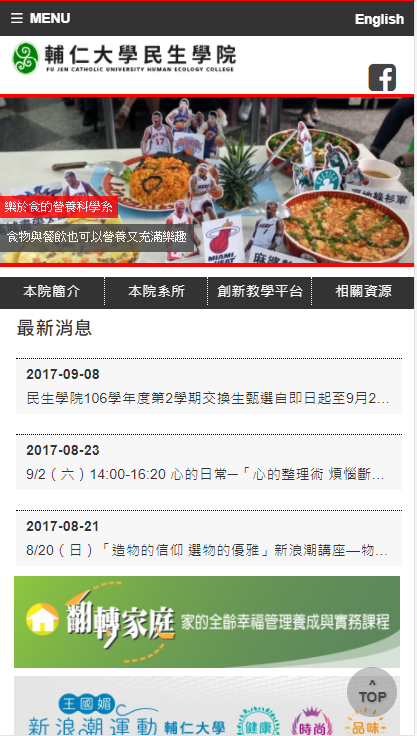 MENU
English
輔仁大學民生學院
FU JEN CATHOLIC UNIVERSITY HUMAN ECOLOGY COLLEGE
樂於食的營養科學系
食物與餐飲也可以營養又充滿樂趣
MIAMI
HEAT
本院簡介
本院系所
創新教學平台
相關資源
最新消息
2017-09-08
民生學院106學年度第2學期交換生甄選自即日起至9月2...
2017-08-23
9/2（六）14:00-16:20 心的日常─「心的整理術 煩惱斷...
2017-08-21
8/20（日）「造物的信仰 選物的優雅」新浪潮講座—物...
翻轉家庭 家的全齡幸福管理養成與實務課程
TOP
王國媚
新浪潮運動 輔仁大學 健康 時尚 品味